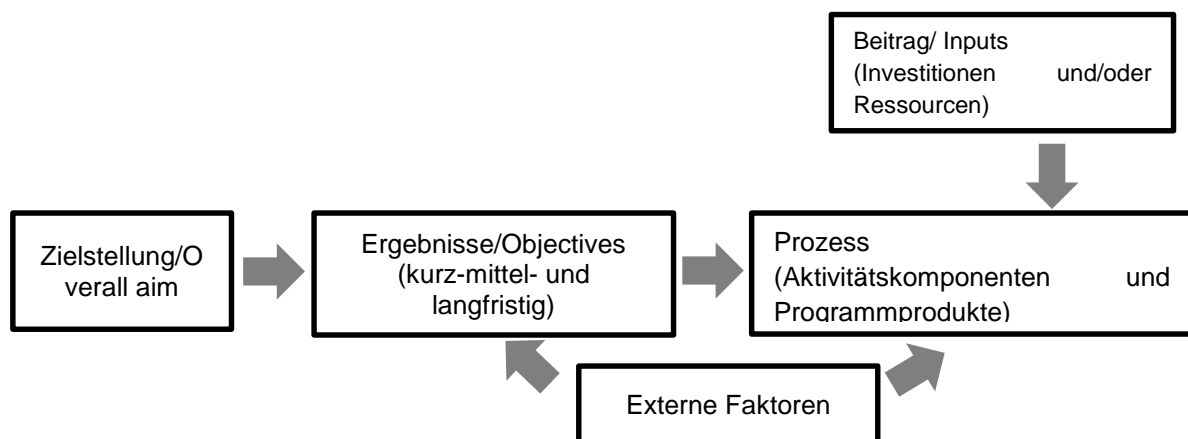 Beitrag/ Inputs
(Investitionen und/oder
Ressourcen)
Zielstellung/O
verall aim
Ergebnisse/Objectives
(kurz-mittel- und
langfristig)
Prozess
(Aktivitätskomponenten und
Programmprodukte)
Externe Faktoren